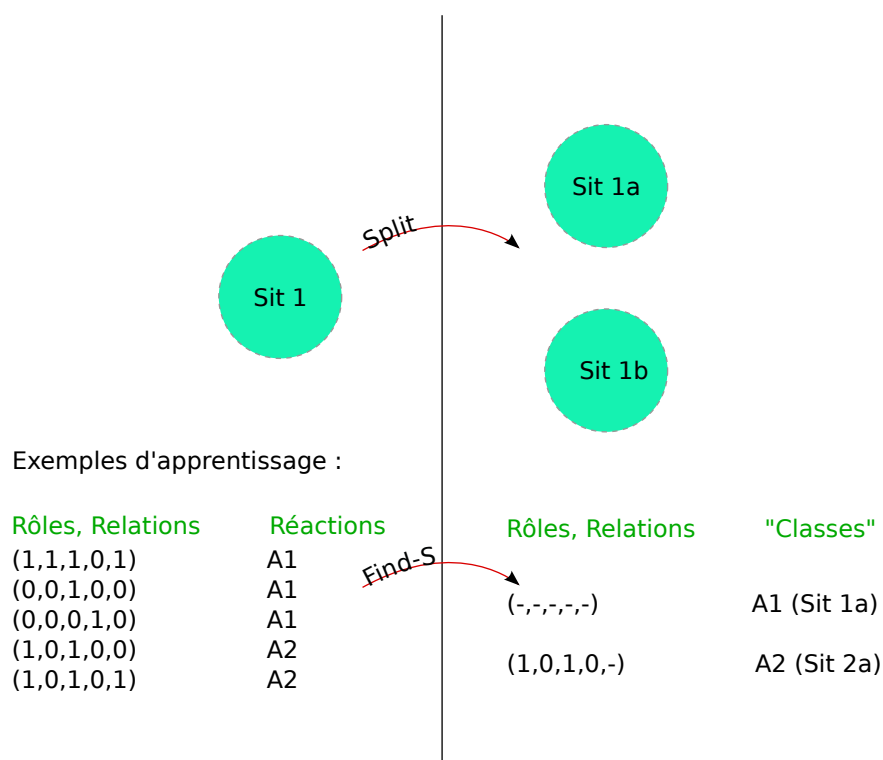 Sit 1a
Split
Sit 1
Sit 1b
Exemples d'apprentissage :
Rôles, Relations Réactions
(1,1,1,0,1) A1
(0,0,1,0,0) A1
(0,0,0,1,0) A1
(1,0,1,0,0) A2
(1,0,1,0,1) A2
Find-S
Rôles, Relations "Classes"
(-,-,-,-,-) A1 (Sit 1a)
(1,0,1,0,-) A2 (Sit 2a)